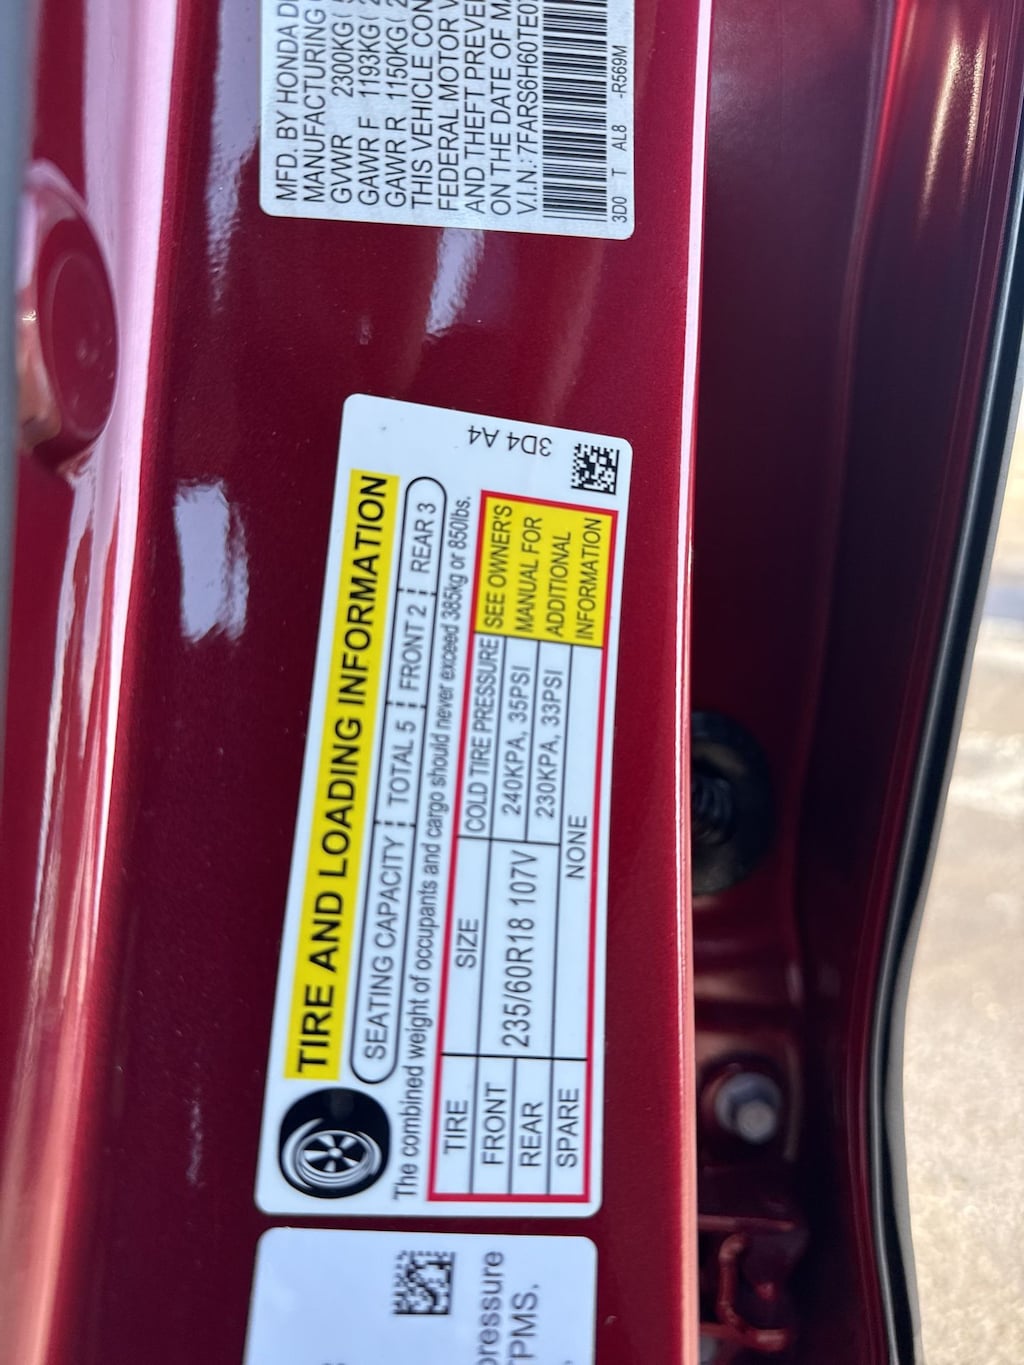 MFD. BY HONDA
MANUFACTURING
GVWR 2300KG(
GAWR F 1193KG(
GAWR R 1150KG(
THIS VEHICLE CON
FEDERAL MOTOR V
AND THEFT PREVEN
ON THE DATE OF MA
V.I.N.: 7FARS6H60TE0
3D0 T AL8 -R569M
3D4 A4
TIRE AND LOADING INFORMATION
SEATING CAPACITY TOTAL 5 FRONT 2 REAR 3
The combined weight of occupants and cargo should never exceed 385kg or 850lbs.
TIRE SIZE COLD TIRE PRESSURE
FRONT 235/60R18 107V 240KPA, 35PSI
REAR 230KPA, 33PSI
SPARE NONE
SEE OWNER'S
MANUAL FOR
ADDITIONAL
INFORMATION
pressure
TPMS.